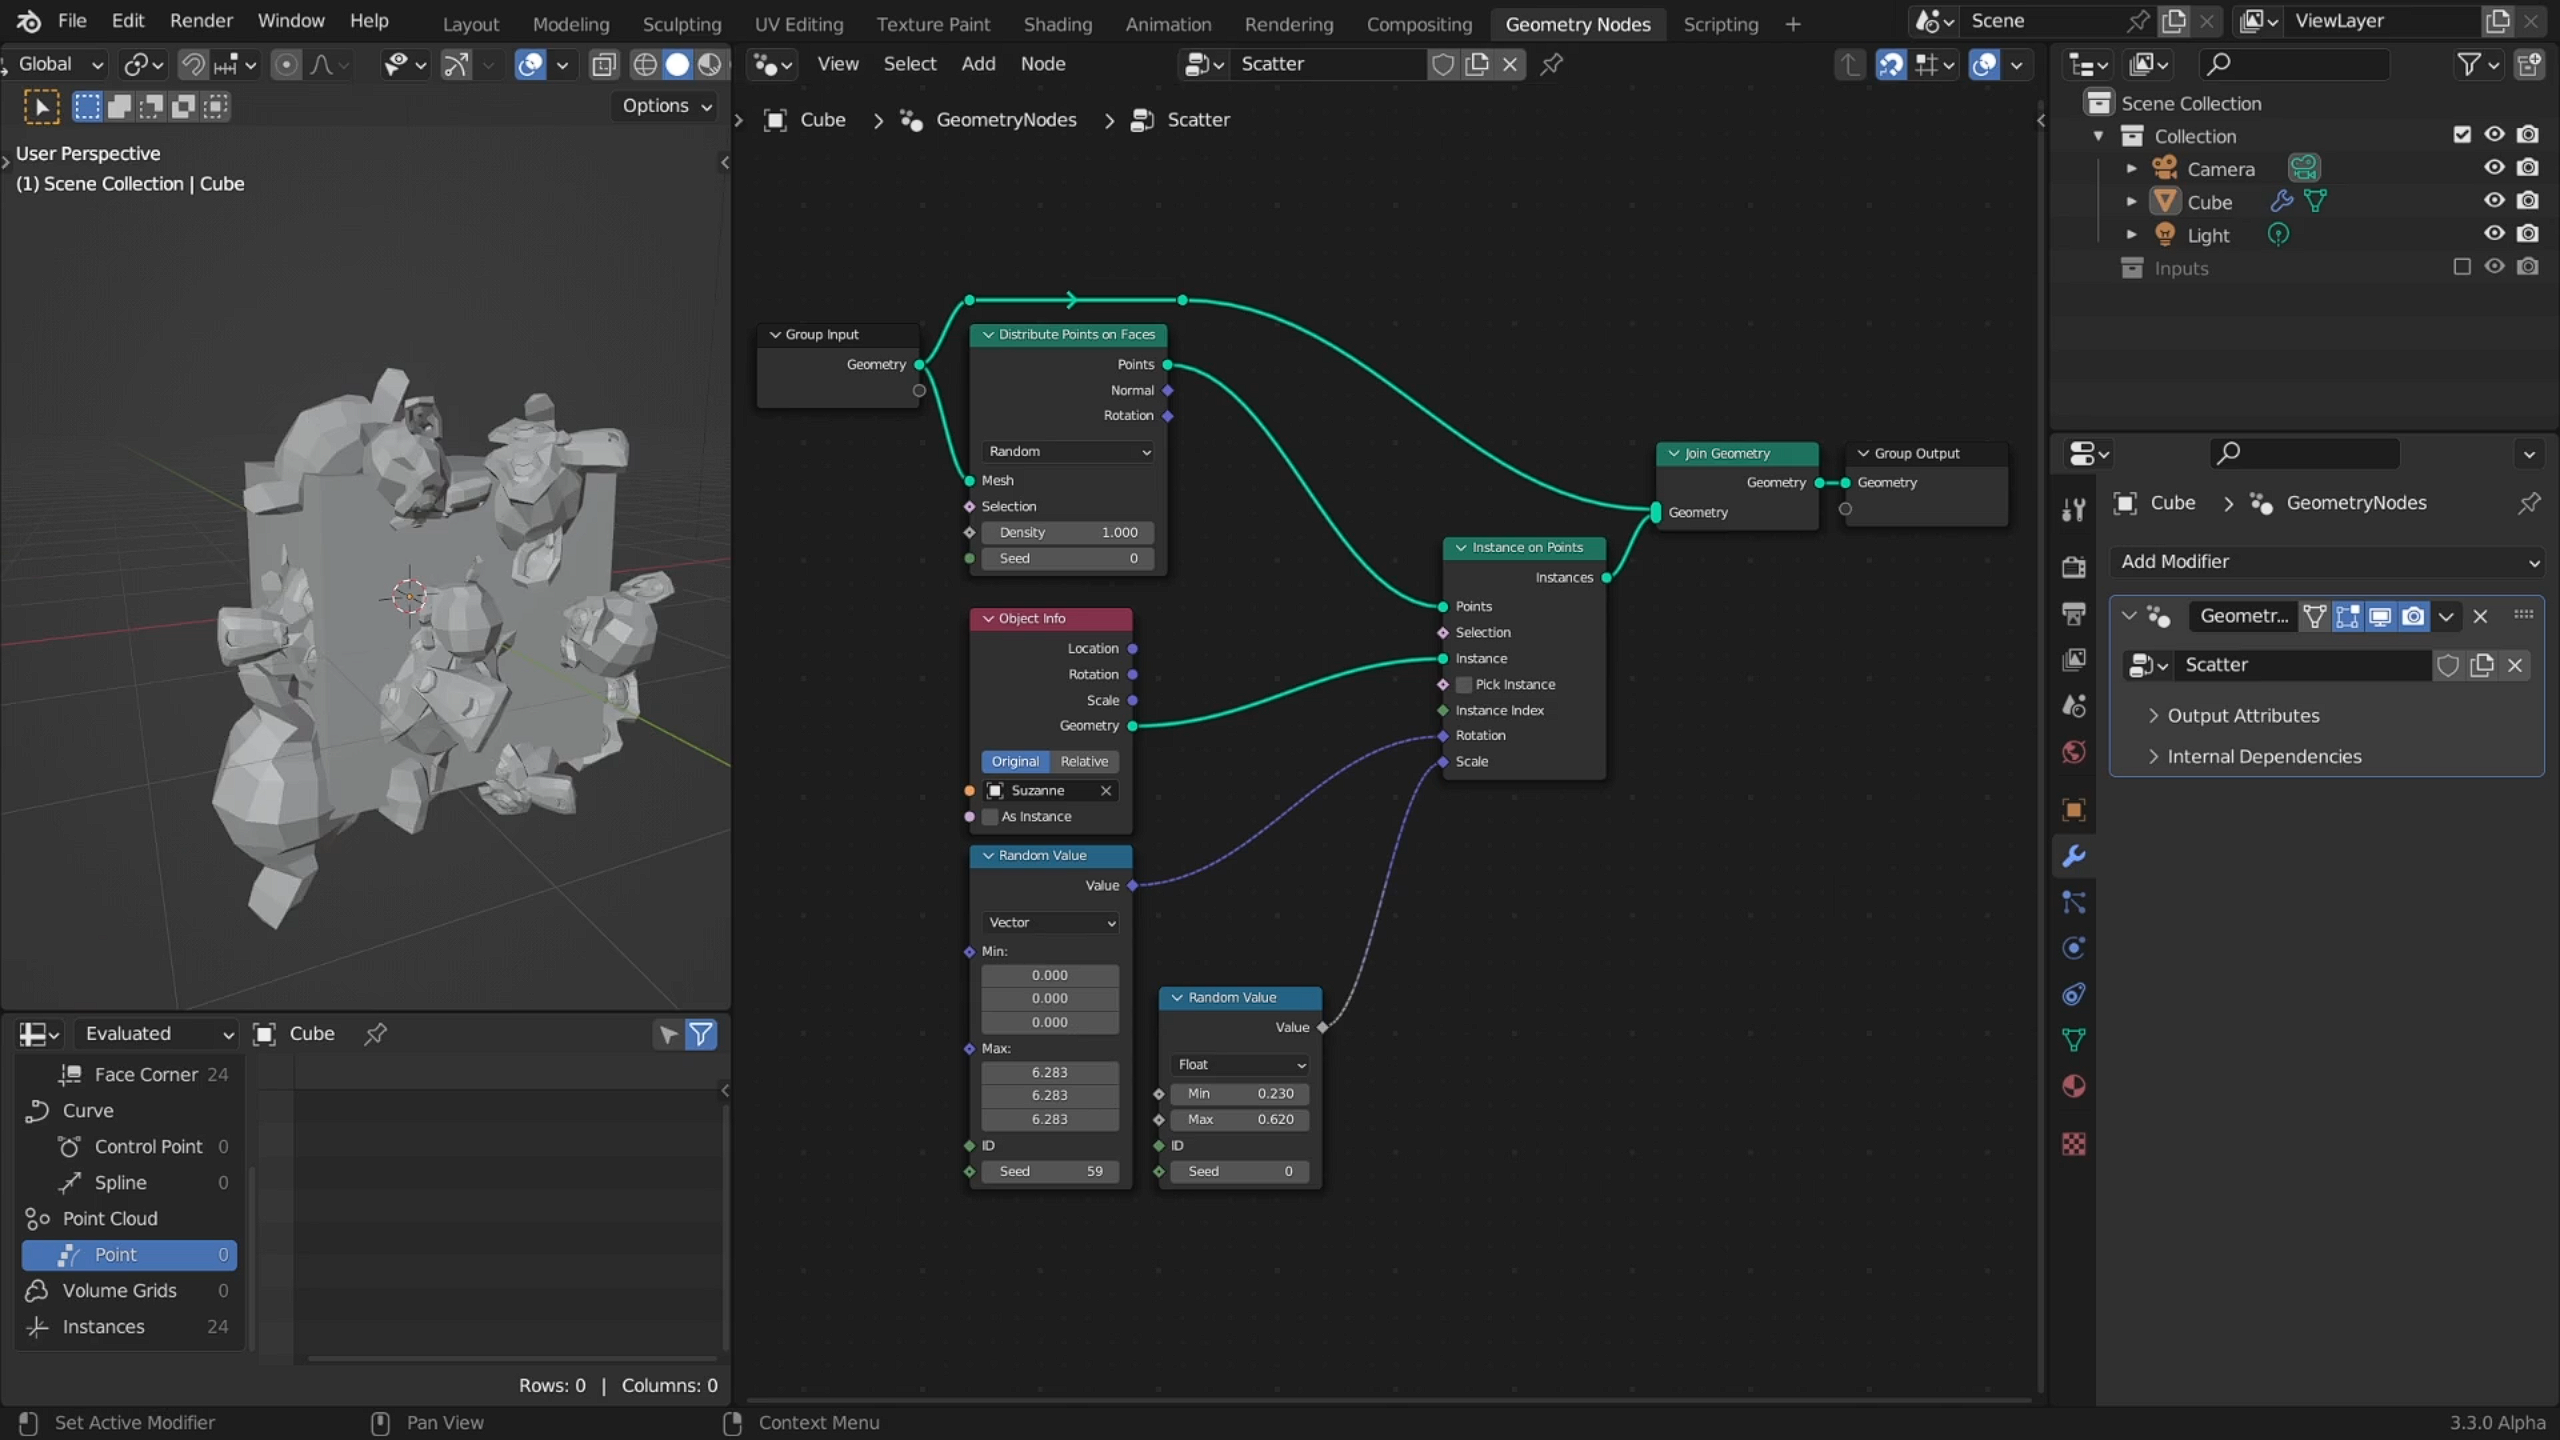 File Edit Render Window Help Layout Modeling Sculpting UV Editing Texture Paint Shading Animation Rendering Compositing Geometry Nodes Scripting + Scene ViewLayer
Global View Select Add Node Scatter
Options
Cube > GeometryNodes > Scatter
User Perspective
(1) Scene Collection | Cube
Group Input
Geometry
Distribute Points on Faces
Points
Normal
Rotation
Random
Mesh
Selection
Density 1.000
Seed 0
Object Info
Location
Rotation
Scale
Geometry
Original Relative
Suzanne
As Instance
Random Value
Value
Vector
Min:
0.000
0.000
0.000
Max:
6.283
6.283
6.283
ID
Seed 59
Random Value
Value
Float
Min 0.230
Max 0.620
ID
Seed 0
Instance on Points
Instances
Points
Selection
Instance
Pick Instance
Instance Index
Rotation
Scale
Join Geometry
Geometry
Geometry
Group Output
Geometry
Scene Collection
Collection
Camera
Cube
Light
Inputs
Cube > GeometryNodes
Add Modifier
Geometr...
Scatter
Output Attributes
Internal Dependencies
Evaluated Cube
Face Corner 24
Curve
Control Point 0
Spline 0
Point Cloud
Point 0
Volume Grids 0
Instances 24
Rows: 0 | Columns: 0
Set Active Modifier Pan View Context Menu 3.3.0 Alpha